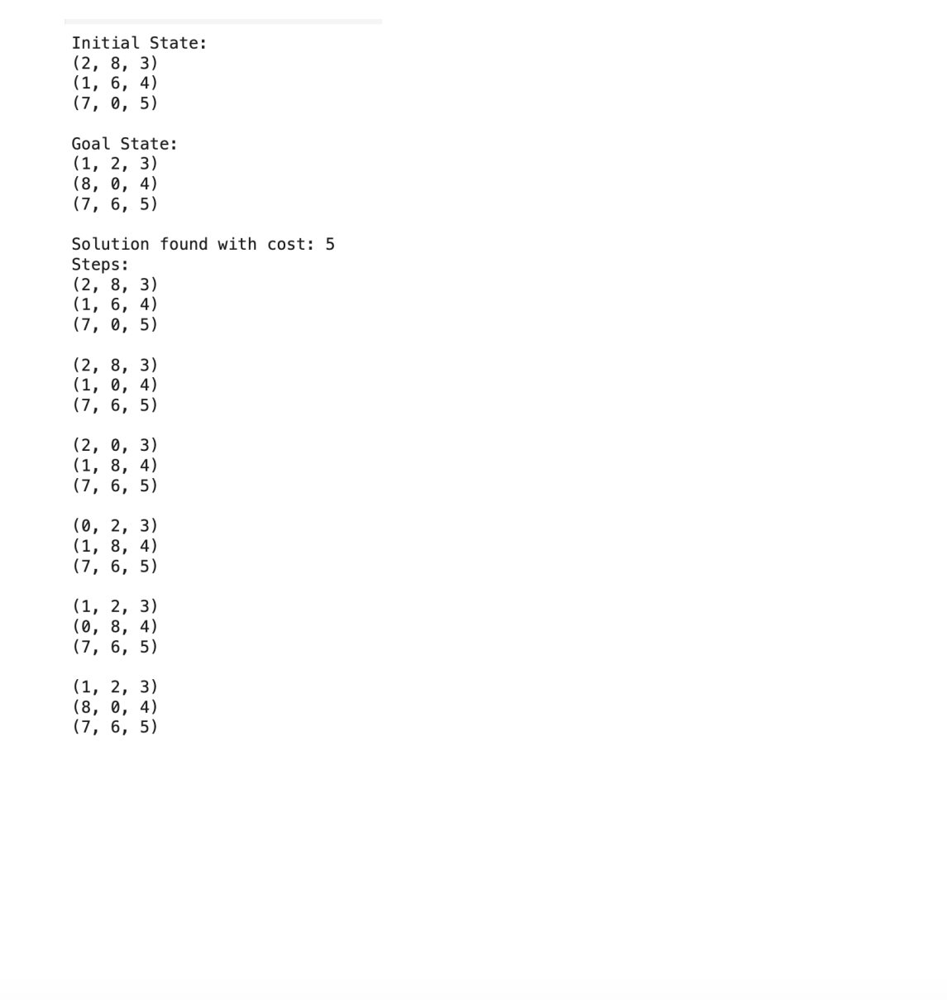 Initial State:
(2, 8, 3)
(1, 6, 4)
(7, 0, 5)

Goal State:
(1, 2, 3)
(8, 0, 4)
(7, 6, 5)

Solution found with cost: 5
Steps:
(2, 8, 3)
(1, 6, 4)
(7, 0, 5)

(2, 8, 3)
(1, 0, 4)
(7, 6, 5)

(2, 0, 3)
(1, 8, 4)
(7, 6, 5)

(0, 2, 3)
(1, 8, 4)
(7, 6, 5)

(1, 2, 3)
(0, 8, 4)
(7, 6, 5)

(1, 2, 3)
(8, 0, 4)
(7, 6, 5)